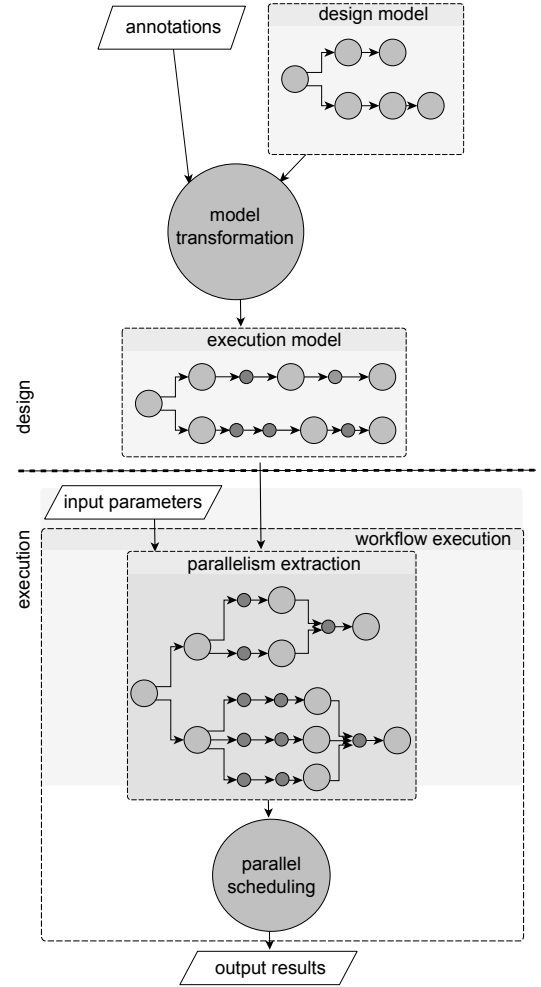 annotations
design model
model
transformation
execution model
design
input parameters
workflow execution
execution
parallelism extraction
parallel
scheduling
output results